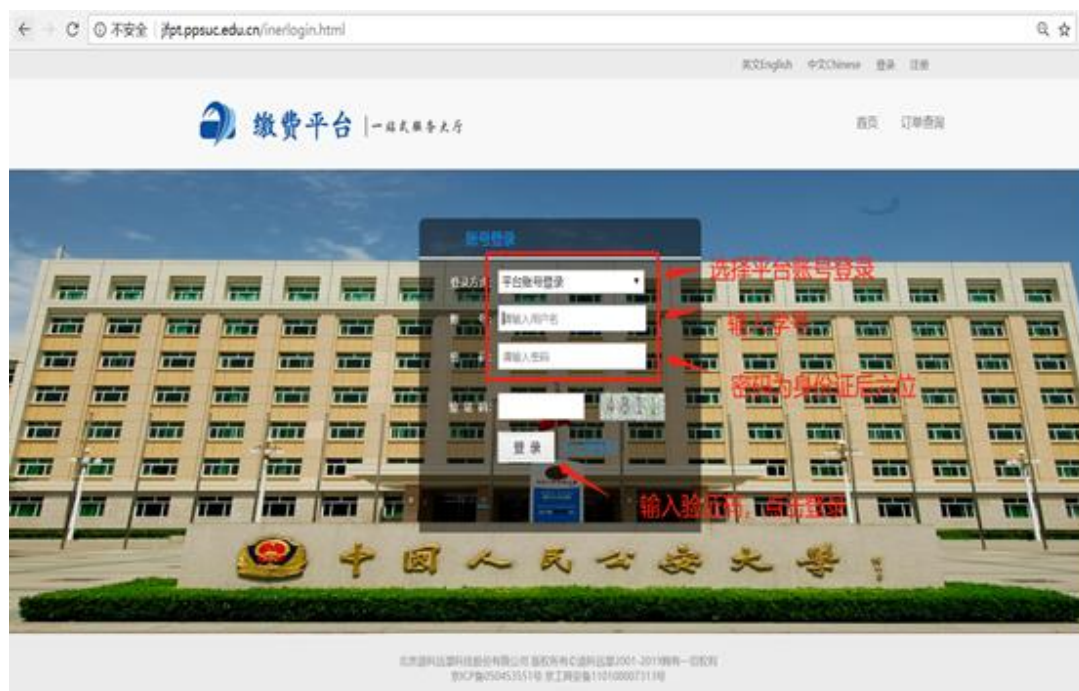 不安全 jfpt.ppsuc.edu.cn/inerlogin.html
英文English 中文Chinese 登录 注册
缴费平台 一站式服务大厅
首页 订单查询
账号登录
登录方式: 平台账号登录
选择平台账号登录
账 号: 请输入用户名
输入学号
密 码: 请输入密码
密码为身份证后六位
验 证 码:
登 录
输入验证码，点击登录
中国人民公安大学